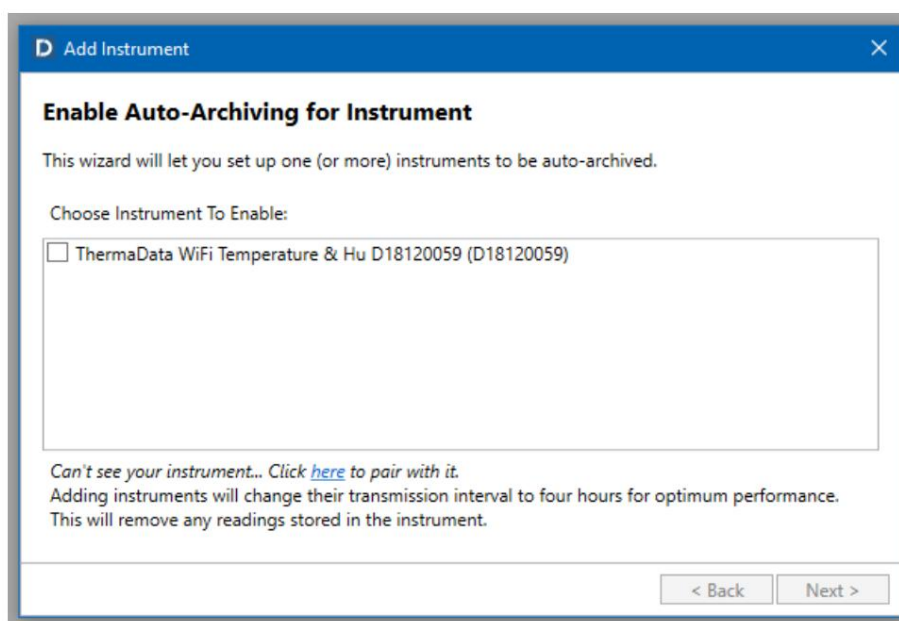 D Add Instrument
Enable Auto-Archiving for Instrument
This wizard will let you set up one (or more) instruments to be auto-archived.
Choose Instrument To Enable:
ThermaData WiFi Temperature & Hu D18120059 (D18120059)
Can't see your instrument... Click here to pair with it.
Adding instruments will change their transmission interval to four hours for optimum performance.
This will remove any readings stored in the instrument.
< Back Next >